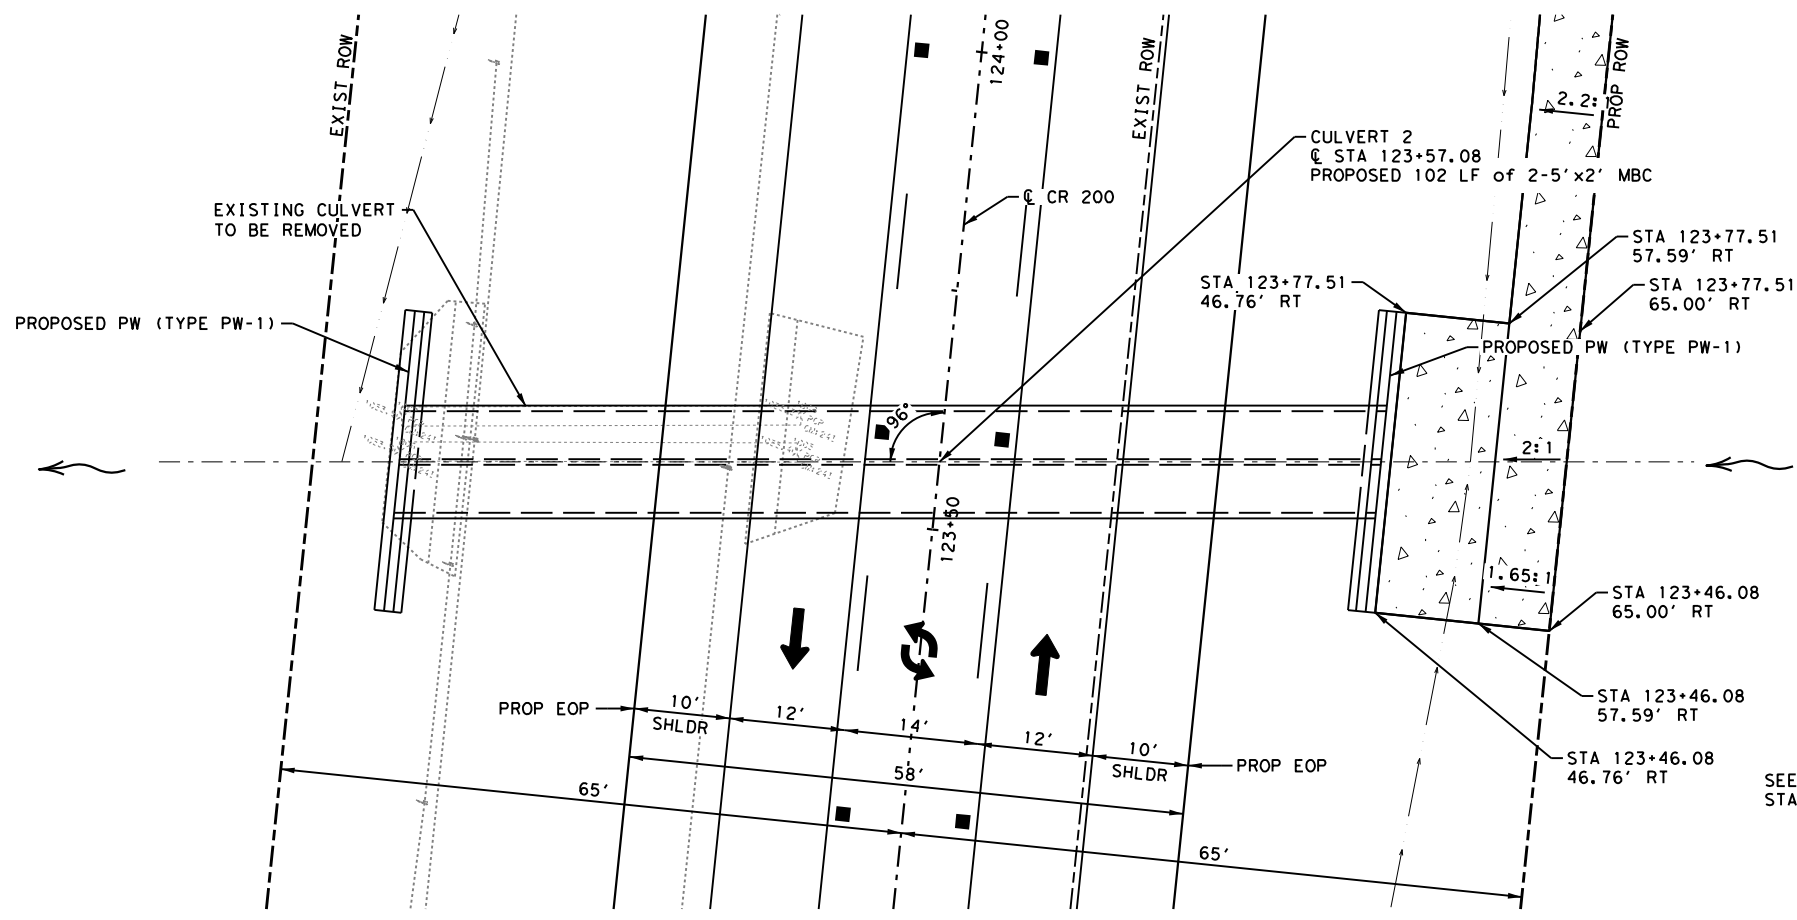 EXIST ROW
124+00
EXIST ROW
PROP ROW
2.2:1
CULVERT 2
℄ STA 123+57.08
PROPOSED 102 LF of 2-5'x2' MBC
℄ CR 200
EXISTING CULVERT
TO BE REMOVED
STA 123+77.51
57.59' RT
STA 123+77.51
46.76' RT
STA 123+77.51
65.00' RT
PROPOSED PW (TYPE PW-1)
PROPOSED PW (TYPE PW-1)
96°
2:1
123+50
1.65:1
STA 123+46.08
65.00' RT
STA 123+46.08
57.59' RT
STA 123+46.08
46.76' RT
PROP EOP
10'
SHLDR
12'
14'
12'
10'
SHLDR
PROP EOP
58'
65'
65'
SEE
STA